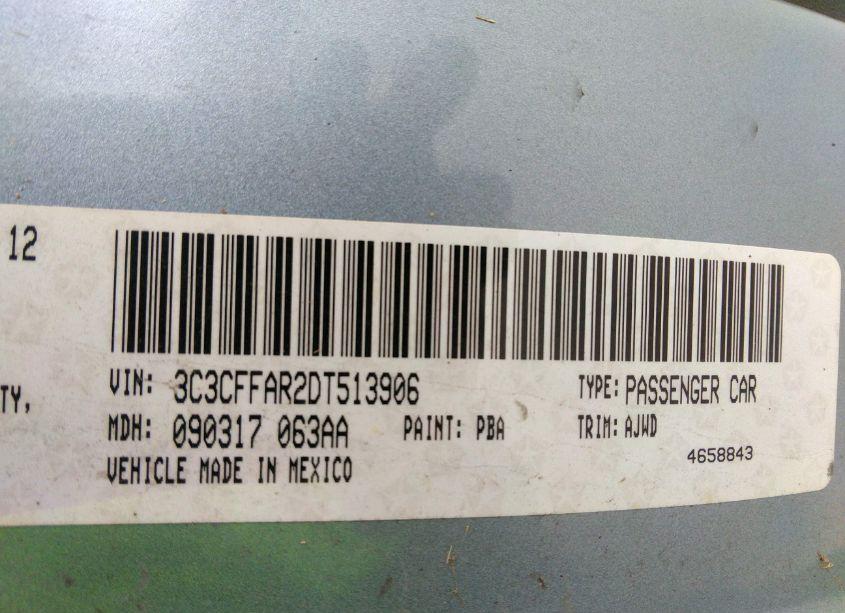 12
TY,
VIN: 3C3CFFAR2DT513906 TYPE: PASSENGER CAR
MDH: 090317 063AA PAINT: PBA TRIM: AJWD
VEHICLE MADE IN MEXICO 4658843